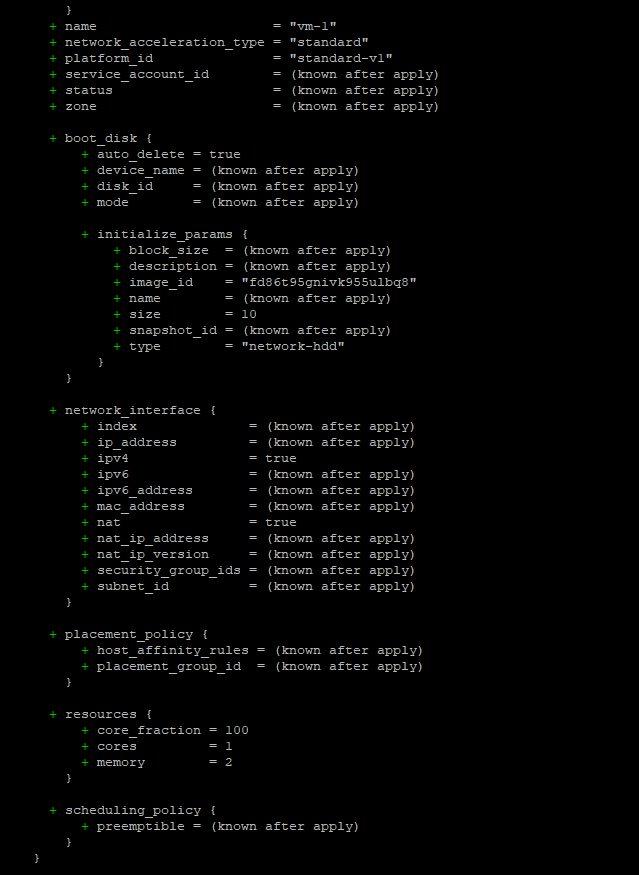 }
      + name                      = "vm-1"
      + network_acceleration_type = "standard"
      + platform_id               = "standard-v1"
      + service_account_id        = (known after apply)
      + status                    = (known after apply)
      + zone                      = (known after apply)

      + boot_disk {
          + auto_delete = true
          + device_name = (known after apply)
          + disk_id     = (known after apply)
          + mode        = (known after apply)

          + initialize_params {
              + block_size  = (known after apply)
              + description = (known after apply)
              + image_id    = "fd86t95gnivk955ulbq8"
              + name        = (known after apply)
              + size        = 10
              + snapshot_id = (known after apply)
              + type        = "network-hdd"
            }
        }

      + network_interface {
          + index              = (known after apply)
          + ip_address         = (known after apply)
          + ipv4               = true
          + ipv6               = (known after apply)
          + ipv6_address       = (known after apply)
          + mac_address        = (known after apply)
          + nat                = true
          + nat_ip_address     = (known after apply)
          + nat_ip_version     = (known after apply)
          + security_group_ids = (known after apply)
          + subnet_id          = (known after apply)
        }

      + placement_policy {
          + host_affinity_rules = (known after apply)
          + placement_group_id  = (known after apply)
        }

      + resources {
          + core_fraction = 100
          + cores         = 1
          + memory        = 2
        }

      + scheduling_policy {
          + preemptible = (known after apply)
        }
    }